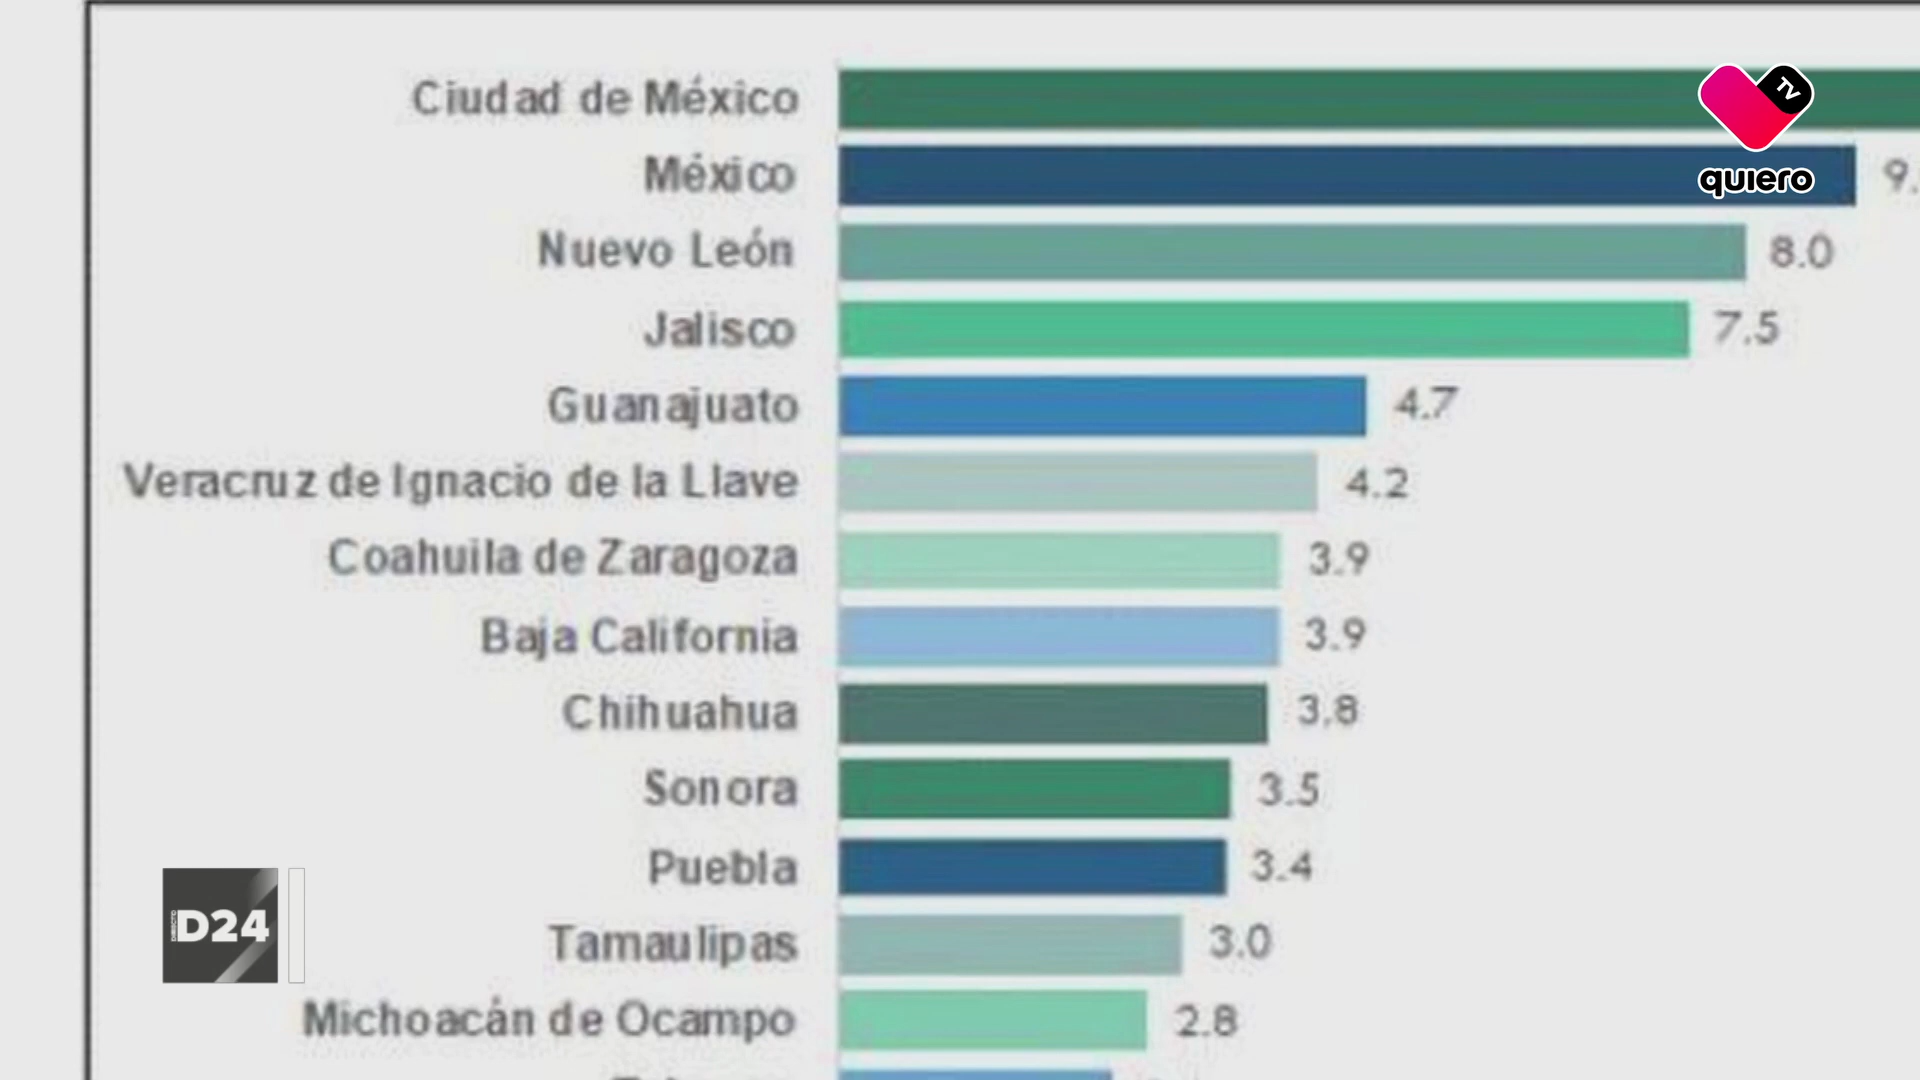 Ciudad de México
México 9.
Nuevo León 8.0
Jalisco 7.5
Guanajuato 4.7
Veracruz de Ignacio de la Llave 4.2
Coahuila de Zaragoza 3.9
Baja California 3.9
Chihuahua 3.8
Sonora 3.5
Puebla 3.4
Tamaulipas 3.0
Michoacán de Ocampo 2.8
TV
quiero
DIRECTO
D24